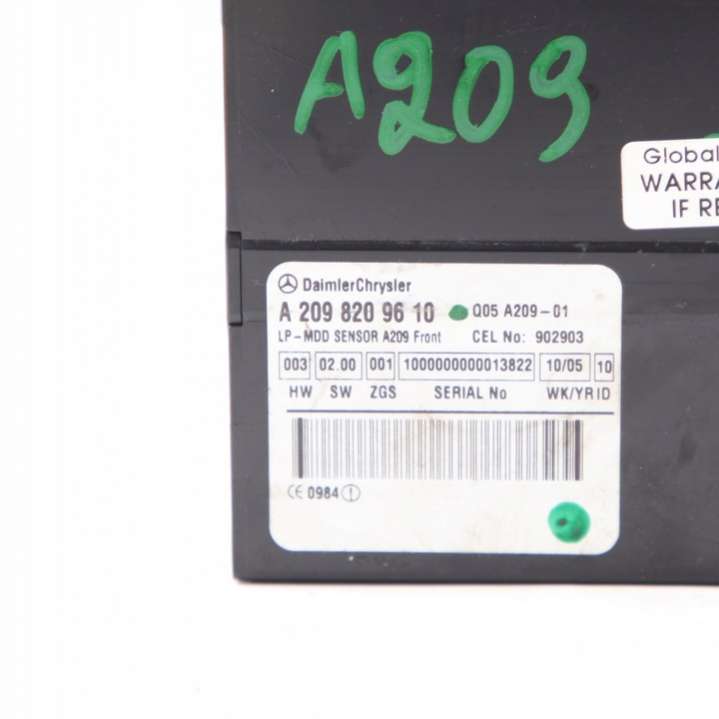 A209
Global
WARRA
IF RE
DaimlerChrysler
A 209 820 96 10 Q05 A209-01
LP-MDD SENSOR A209 Front CEL No: 902903
003 02.00 001 1000000000013822 10/05 10
HW SW ZGS SERIAL No WK/YR ID
CE 0984